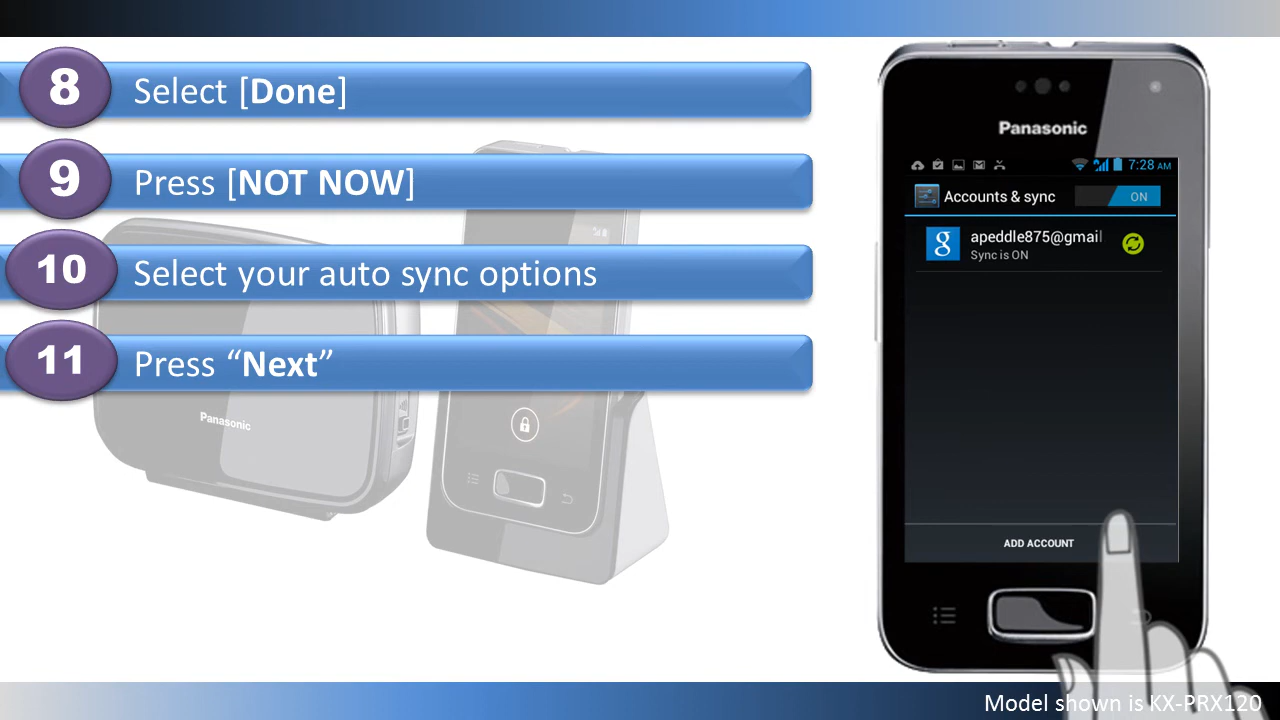 8 Select [Done]
9 Press [NOT NOW]
10 Select your auto sync options
11 Press “Next”
Panasonic
Panasonic
7:28 AM
Accounts & sync ON
g apeddle875@gmail
Sync is ON
ADD ACCOUNT
Model shown is KX-PRX120